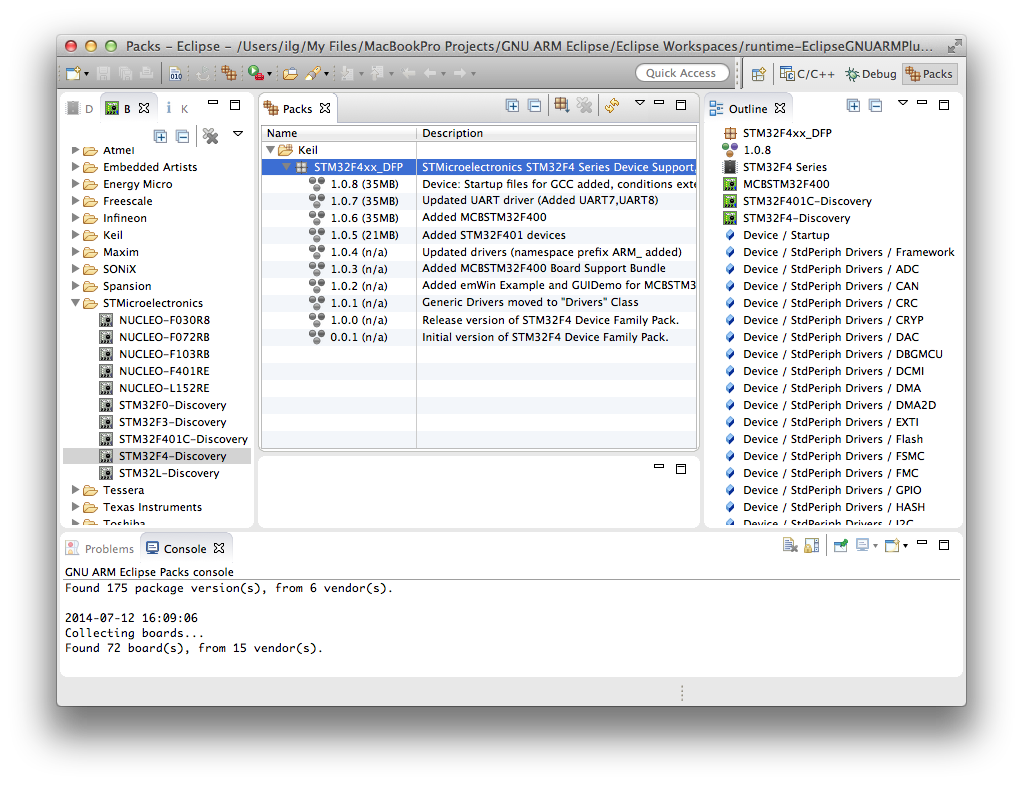 Packs – Eclipse – /Users/ilg/My Files/MacBookPro Projects/GNU ARM Eclipse/Eclipse Workspaces/runtime–EclipseGNUARMPlu...
010
Quick Access
C/C++
Debug
Packs
D
B
K
Atmel
Embedded Artists
Energy Micro
Freescale
Infineon
Keil
Maxim
SONiX
Spansion
STMicroelectronics
NUCLEO–F030R8
NUCLEO–F072RB
NUCLEO–F103RB
NUCLEO–F401RE
NUCLEO–L152RE
STM32F0–Discovery
STM32F3–Discovery
STM32F401C–Discovery
STM32F4–Discovery
STM32L–Discovery
Tessera
Texas Instruments
Toshiba
Packs
Name Description
Keil
STM32F4xx_DFP STMicroelectronics STM32F4 Series Device Support,
1.0.8 (35MB) Device: Startup files for GCC added, conditions exte
1.0.7 (35MB) Updated UART driver (Added UART7,UART8)
1.0.6 (35MB) Added MCBSTM32F400
1.0.5 (21MB) Added STM32F401 devices
1.0.4 (n/a) Updated drivers (namespace prefix ARM_ added)
1.0.3 (n/a) Added MCBSTM32F400 Board Support Bundle
1.0.2 (n/a) Added emWin Example and GUIDemo for MCBSTM3
1.0.1 (n/a) Generic Drivers moved to "Drivers" Class
1.0.0 (n/a) Release version of STM32F4 Device Family Pack.
0.0.1 (n/a) Initial version of STM32F4 Device Family Pack.
Outline
STM32F4xx_DFP
1.0.8
STM32F4 Series
MCBSTM32F400
STM32F401C–Discovery
STM32F4–Discovery
Device / Startup
Device / StdPeriph Drivers / Framework
Device / StdPeriph Drivers / ADC
Device / StdPeriph Drivers / CAN
Device / StdPeriph Drivers / CRC
Device / StdPeriph Drivers / CRYP
Device / StdPeriph Drivers / DAC
Device / StdPeriph Drivers / DBGMCU
Device / StdPeriph Drivers / DCMI
Device / StdPeriph Drivers / DMA
Device / StdPeriph Drivers / DMA2D
Device / StdPeriph Drivers / EXTI
Device / StdPeriph Drivers / Flash
Device / StdPeriph Drivers / FSMC
Device / StdPeriph Drivers / FMC
Device / StdPeriph Drivers / GPIO
Device / StdPeriph Drivers / HASH
Device / StdPeriph Drivers / I2C
Problems
Console
GNU ARM Eclipse Packs console
Found 175 package version(s), from 6 vendor(s).
2014-07-12 16:09:06
Collecting boards...
Found 72 board(s), from 15 vendor(s).